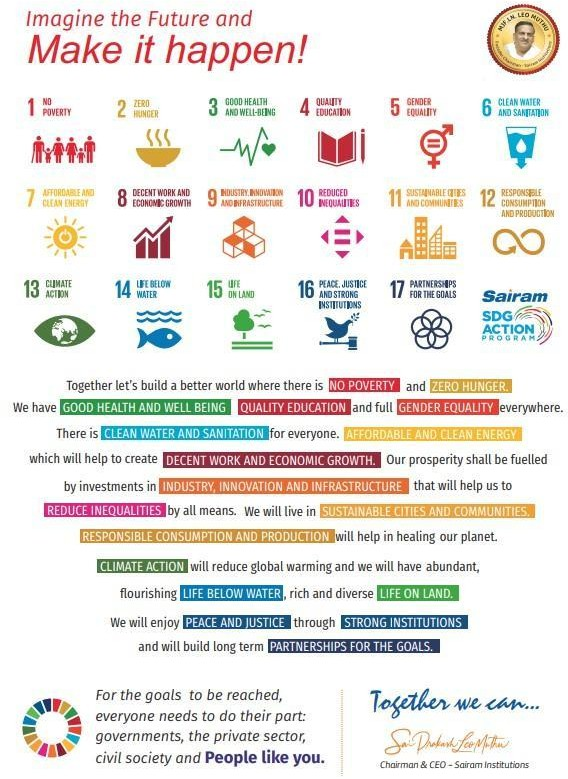 Imagine the Future and
Make it happen!
MJF.LN. LEO MUTHU
1 NO POVERTY
2 ZERO HUNGER
3 GOOD HEALTH AND WELL-BEING
4 QUALITY EDUCATION
5 GENDER EQUALITY
6 CLEAN WATER AND SANITATION
7 AFFORDABLE AND CLEAN ENERGY
8 DECENT WORK AND ECONOMIC GROWTH
9 INDUSTRY, INNOVATION AND INFRASTRUCTURE
10 REDUCED INEQUALITIES
11 SUSTAINABLE CITIES AND COMMUNITIES
12 RESPONSIBLE CONSUMPTION AND PRODUCTION
13 CLIMATE ACTION
14 LIFE BELOW WATER
15 LIFE ON LAND
16 PEACE, JUSTICE AND STRONG INSTITUTIONS
17 PARTNERSHIPS FOR THE GOALS
Sairam
SDG
ACTION
PROGRAM
Together let's build a better world where there is NO POVERTY and ZERO HUNGER.
We have GOOD HEALTH AND WELL BEING QUALITY EDUCATION and full GENDER EQUALITY everywhere.
There is CLEAN WATER AND SANITATION for everyone. AFFORDABLE AND CLEAN ENERGY
which will help to create DECENT WORK AND ECONOMIC GROWTH. Our prosperity shall be fuelled
by investments in INDUSTRY, INNOVATION AND INFRASTRUCTURE that will help us to
REDUCE INEQUALITIES by all means. We will live in SUSTAINABLE CITIES AND COMMUNITIES.
RESPONSIBLE CONSUMPTION AND PRODUCTION will help in healing our planet.
CLIMATE ACTION will reduce global warming and we will have abundant,
flourishing LIFE BELOW WATER, rich and diverse LIFE ON LAND.
We will enjoy PEACE AND JUSTICE through STRONG INSTITUTIONS
and will build long term PARTNERSHIPS FOR THE GOALS.
For the goals to be reached,
everyone needs to do their part:
governments, the private sector,
civil society and People like you.
Together we can...
Sai Prakash LeoMuthu
Chairman & CEO – Sairam Institutions